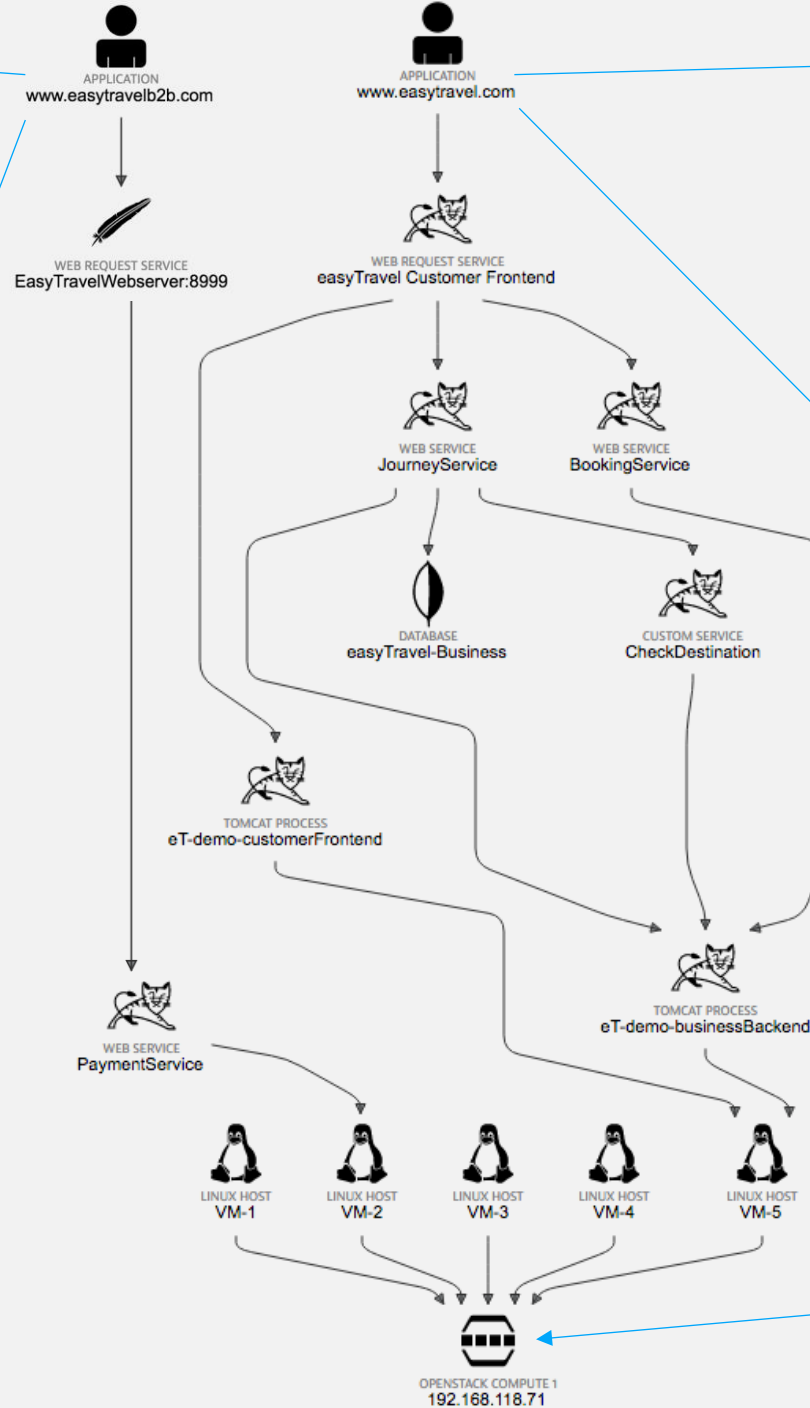 APPLICATION
www.easytravelb2b.com
APPLICATION
www.easytravel.com
WEB REQUEST SERVICE
EasyTravelWebserver:8999
WEB REQUEST SERVICE
easyTravel Customer Frontend
WEB SERVICE
JourneyService
WEB SERVICE
BookingService
DATABASE
easyTravel-Business
CUSTOM SERVICE
CheckDestination
TOMCAT PROCESS
eT-demo-customerFrontend
TOMCAT PROCESS
eT-demo-businessBackend
WEB SERVICE
PaymentService
LINUX HOST
VM-1
LINUX HOST
VM-2
LINUX HOST
VM-3
LINUX HOST
VM-4
LINUX HOST
VM-5
OPENSTACK COMPUTE 1
192.168.118.71